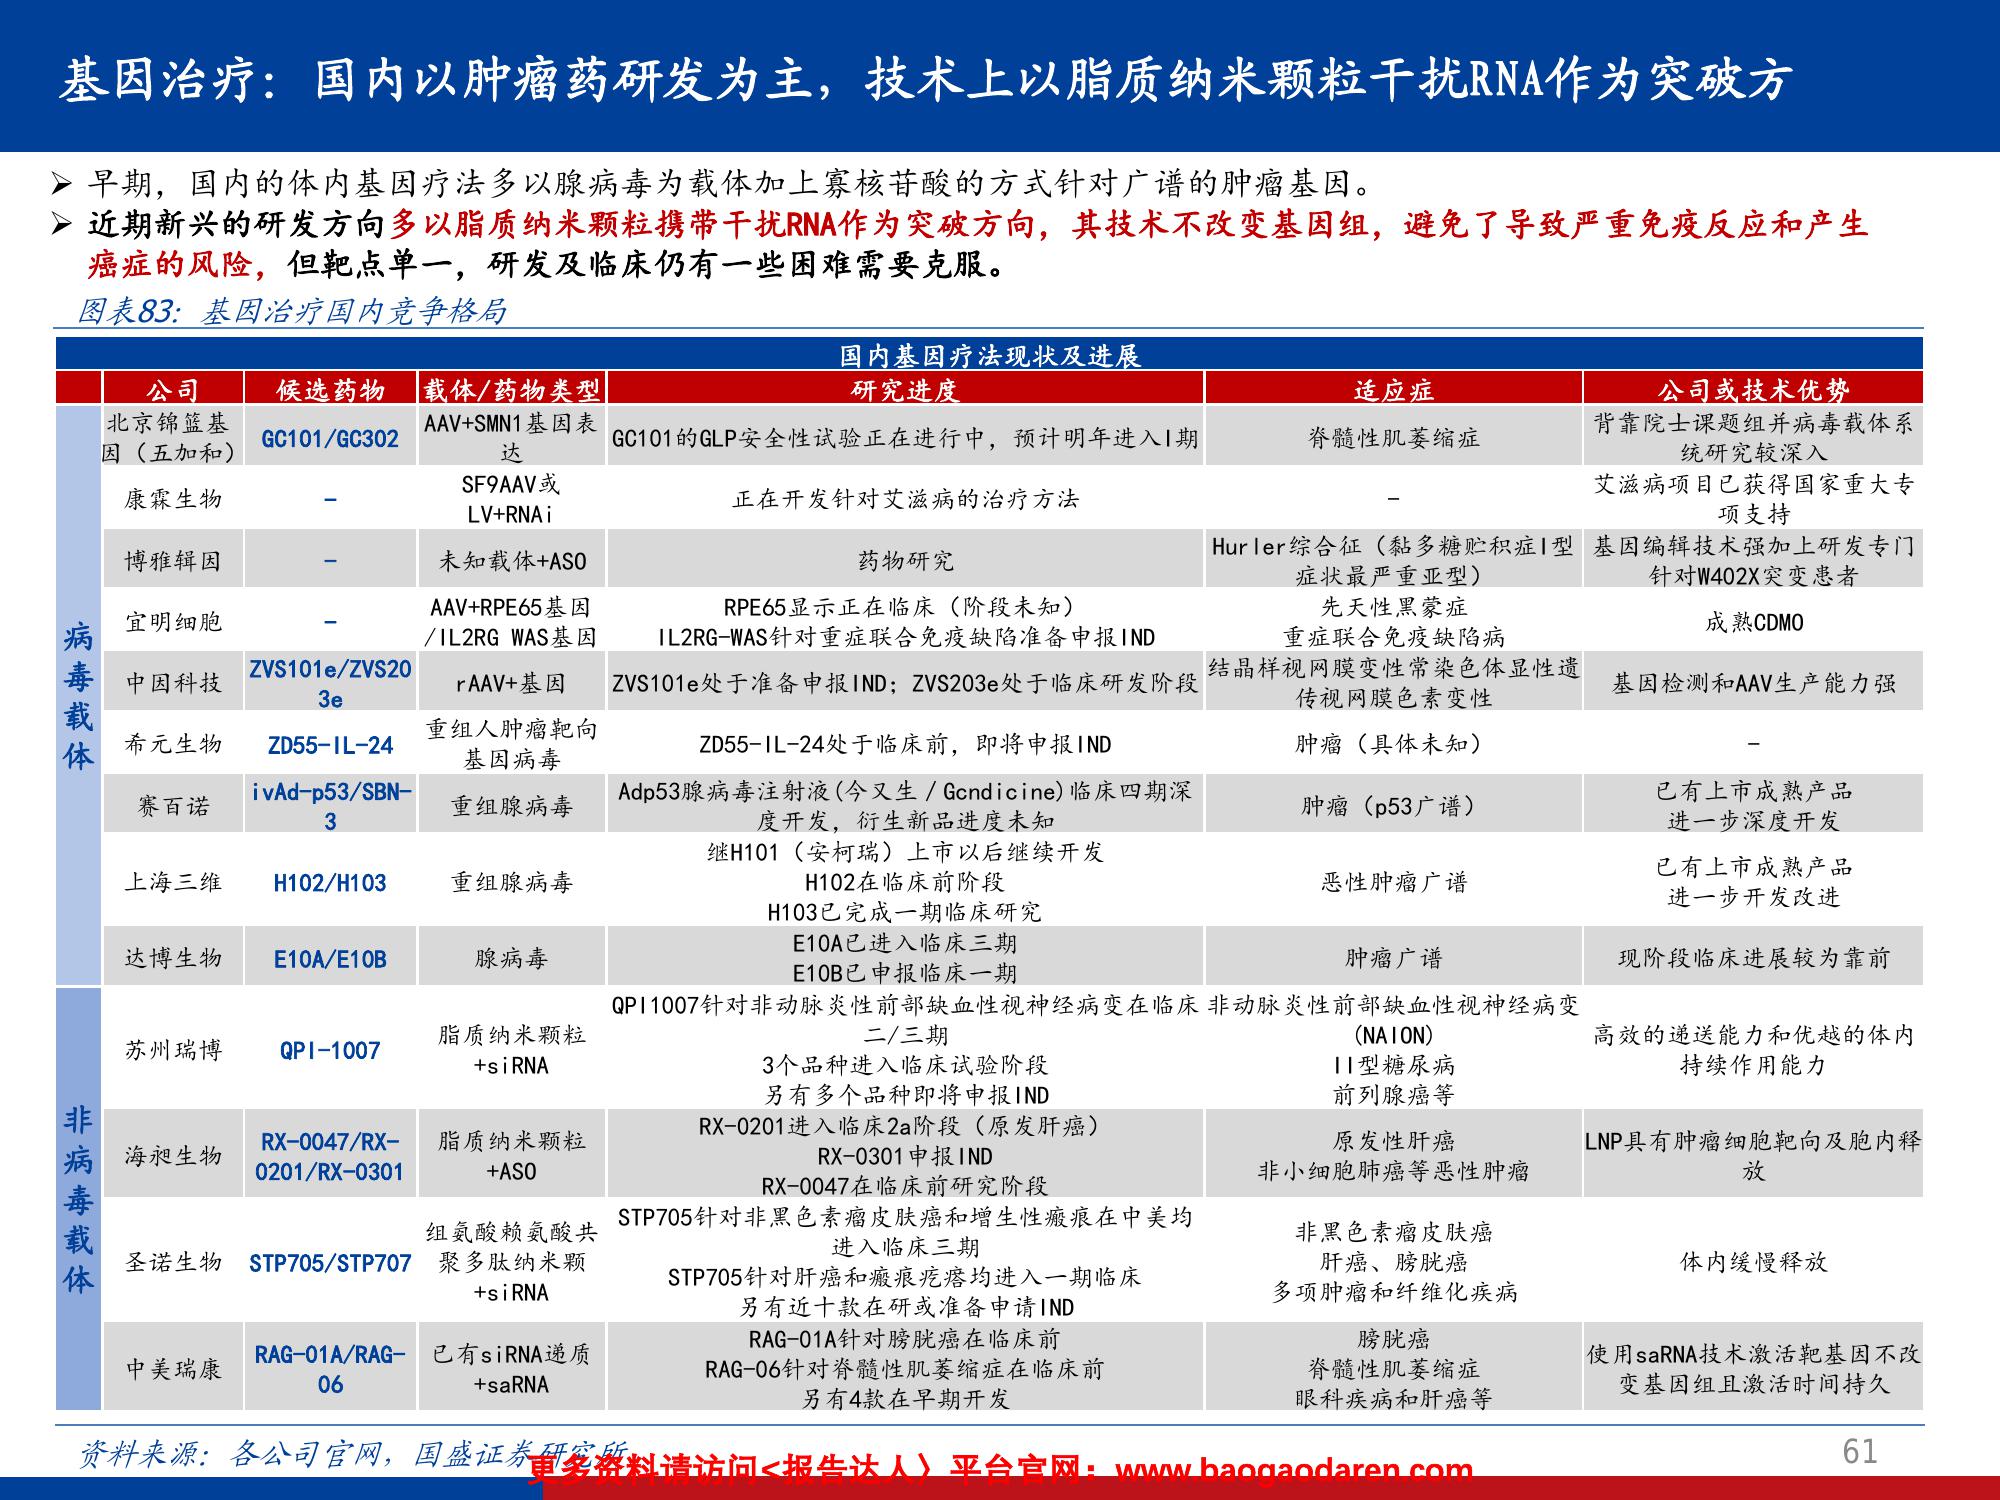 基因治疗：国内以肿瘤药研发为主，技术上以脂质纳米颗粒干扰RNA作为突破方
早期，国内的体内基因疗法多以腺病毒为载体加上寡核苷酸的方式针对广谱的肿瘤基因。
近期新兴的研发方向多以脂质纳米颗粒携带干扰RNA作为突破方向，其技术不改变基因组，避免了导致严重免疫反应和产生
癌症的风险，但靶点单一，研发及临床仍有一些困难需要克服。
图表83：基因治疗国内竞争格局
国内基因疗法现状及进展
公司 候选药物 载体/药物类型 研究进度 适应症 公司或技术优势
病毒载体
北京锦篮基
因（五加和）
GC101/GC302
AAV+SMN1基因表
达
GC101的GLP安全性试验正在进行中，预计明年进入I期
脊髓性肌萎缩症
背靠院士课题组并病毒载体系
统研究较深入
康霖生物
-
SF9AAV或
LV+RNAi
正在开发针对艾滋病的治疗方法
-
艾滋病项目已获得国家重大专
项支持
博雅辑因
-
未知载体+ASO
药物研究
Hurler综合征（黏多糖贮积症I型
症状最严重亚型）
基因编辑技术强加上研发专门
针对W402X突变患者
宜明细胞
-
AAV+RPE65基因
/IL2RG WAS基因
RPE65显示正在临床（阶段未知）
IL2RG-WAS针对重症联合免疫缺陷准备申报IND
先天性黑蒙症
重症联合免疫缺陷病
成熟CDMO
中因科技
ZVS101e/ZVS20
3e
rAAV+基因
ZVS101e处于准备申报IND；ZVS203e处于临床研发阶段
结晶样视网膜变性常染色体显性遗
传视网膜色素变性
基因检测和AAV生产能力强
希元生物
ZD55-IL-24
重组人肿瘤靶向
基因病毒
ZD55-IL-24处于临床前，即将申报IND
肿瘤（具体未知）
-
赛百诺
ivAd-p53/SBN-
3
重组腺病毒
Adp53腺病毒注射液(今又生／Gcndicine)临床四期深
度开发，衍生新品进度未知
肿瘤（p53广谱）
已有上市成熟产品
进一步深度开发
上海三维
H102/H103
重组腺病毒
继H101（安柯瑞）上市以后继续开发
H102在临床前阶段
H103已完成一期临床研究
恶性肿瘤广谱
已有上市成熟产品
进一步开发改进
达博生物
E10A/E10B
腺病毒
E10A已进入临床三期
E10B已申报临床一期
肿瘤广谱
现阶段临床进展较为靠前
非病毒载体
苏州瑞博
QPI-1007
脂质纳米颗粒
+siRNA
QPI1007针对非动脉炎性前部缺血性视神经病变在临床
二/三期
3个品种进入临床试验阶段
另有多个品种即将申报IND
非动脉炎性前部缺血性视神经病变
(NAION)
II型糖尿病
前列腺癌等
高效的递送能力和优越的体内
持续作用能力
海昶生物
RX-0047/RX-
0201/RX-0301
脂质纳米颗粒
+ASO
RX-0201进入临床2a阶段（原发肝癌）
RX-0301申报IND
RX-0047在临床前研究阶段
原发性肝癌
非小细胞肺癌等恶性肿瘤
LNP具有肿瘤细胞靶向及胞内释
放
圣诺生物
STP705/STP707
组氨酸赖氨酸共
聚多肽纳米颗
+siRNA
STP705针对非黑色素瘤皮肤癌和增生性瘢痕在中美均
进入临床三期
STP705针对肝癌和瘢痕疙瘩均进入一期临床
另有近十款在研或准备申请IND
非黑色素瘤皮肤癌
肝癌、膀胱癌
多项肿瘤和纤维化疾病
体内缓慢释放
中美瑞康
RAG-01A/RAG-
06
已有siRNA递质
+saRNA
RAG-01A针对膀胱癌在临床前
RAG-06针对脊髓性肌萎缩症在临床前
另有4款在早期开发
膀胱癌
脊髓性肌萎缩症
眼科疾病和肝癌等
使用saRNA技术激活靶基因不改
变基因组且激活时间持久
资料来源：各公司官网，国盛证券研究所
更多资料请访问<报告达人〉平台官网：www.baogaodaren.com
61